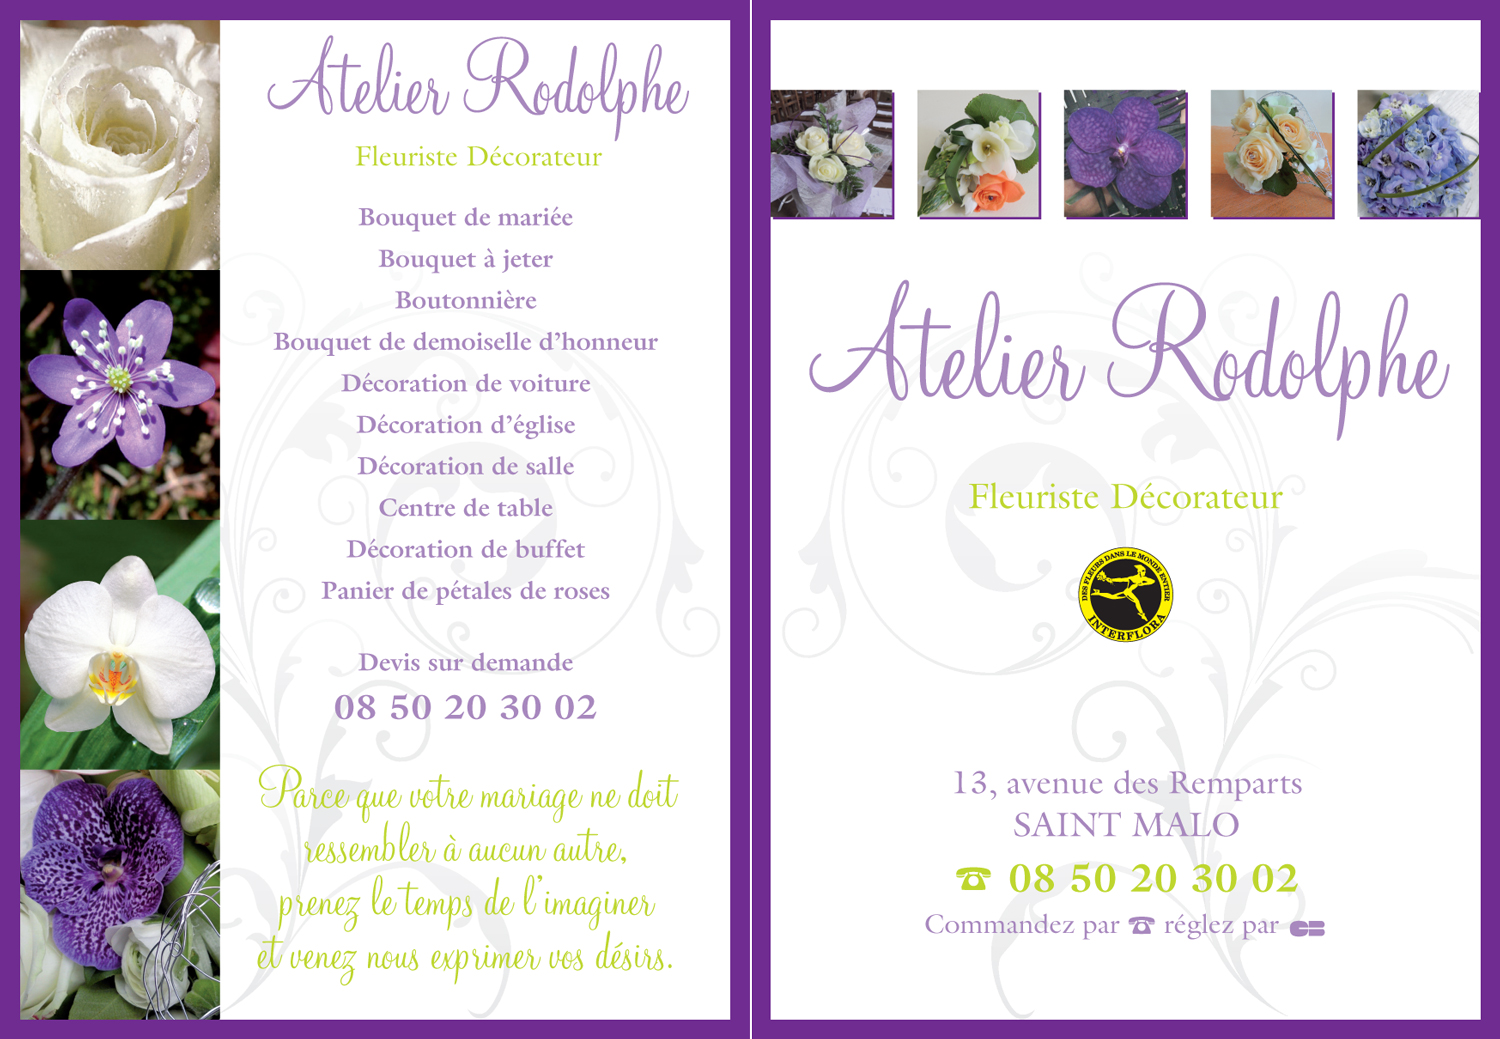 Atelier Rodolphe
Fleuriste Décorateur
Bouquet de mariée
Bouquet à jeter
Boutonnière
Bouquet de demoiselle d’honneur
Décoration de voiture
Décoration d’église
Décoration de salle
Centre de table
Décoration de buffet
Panier de pétales de roses
Devis sur demande
08 50 20 30 02
Parce que votre mariage ne doit
ressembler à aucun autre,
prenez le temps de l’imaginer
et venez nous exprimer vos désirs.
Atelier Rodolphe
Fleuriste Décorateur
DES FLEURS DANS LE MONDE ENTIER
INTERFLORA
13, avenue des Remparts
SAINT MALO
☎ 08 50 20 30 02
Commandez par ☎ réglez par CB